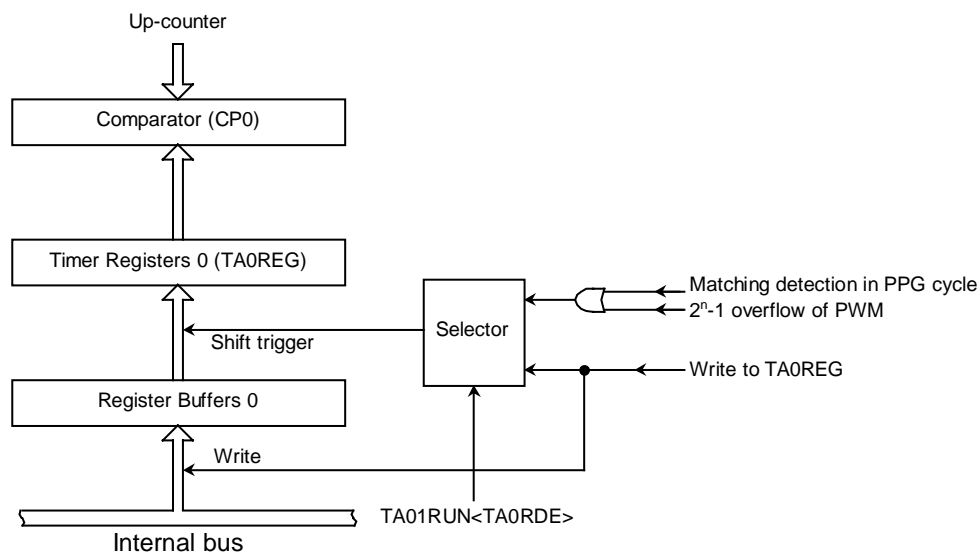 Up-counter
Comparator (CP0)
Timer Registers 0 (TA0REG)
Matching detection in PPG cycle
2ⁿ-1 overflow of PWM
Selector
Shift trigger
Write to TA0REG
Register Buffers 0
Write
TA01RUN<TA0RDE>
Internal bus